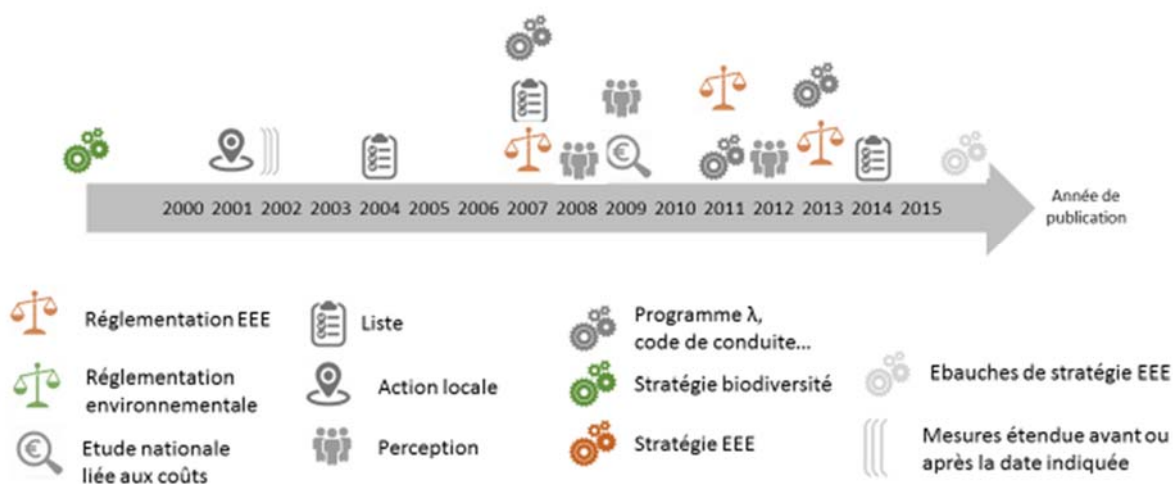 2000 2001 2002 2003 2004 2005 2006 2007 2008 2009 2010 2011 2012 2013 2014 2015
Année de
publication
Réglementation EEE
Réglementation
environnementale
Etude nationale
liée aux coûts
Liste
Action locale
Perception
Programme λ,
code de conduite...
Stratégie biodiversité
Stratégie EEE
Ebauches de stratégie EEE
Mesures étendue avant ou
après la date indiquée